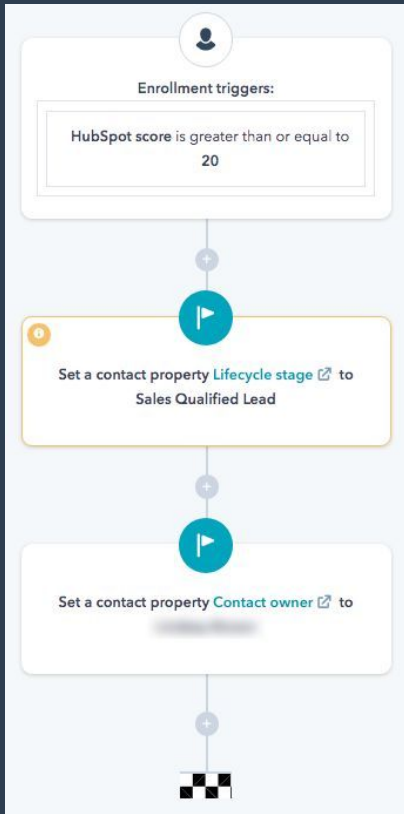 Enrollment triggers:
HubSpot score is greater than or equal to
20
Set a contact property Lifecycle stage to
Sales Qualified Lead
Set a contact property Contact owner to